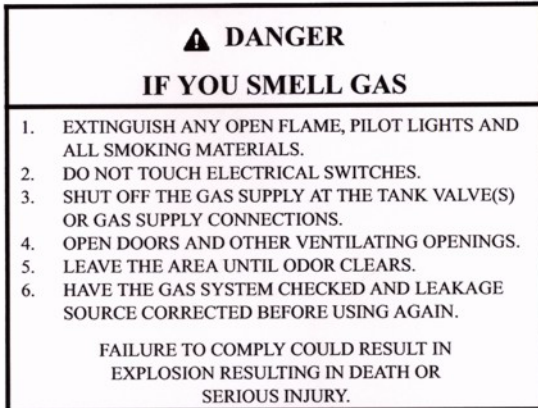 DANGER
IF YOU SMELL GAS
1. EXTINGUISH ANY OPEN FLAME, PILOT LIGHTS AND
ALL SMOKING MATERIALS.
2. DO NOT TOUCH ELECTRICAL SWITCHES.
3. SHUT OFF THE GAS SUPPLY AT THE TANK VALVE(S)
OR GAS SUPPLY CONNECTIONS.
4. OPEN DOORS AND OTHER VENTILATING OPENINGS.
5. LEAVE THE AREA UNTIL ODOR CLEARS.
6. HAVE THE GAS SYSTEM CHECKED AND LEAKAGE
SOURCE CORRECTED BEFORE USING AGAIN.
FAILURE TO COMPLY COULD RESULT IN
EXPLOSION RESULTING IN DEATH OR
SERIOUS INJURY.